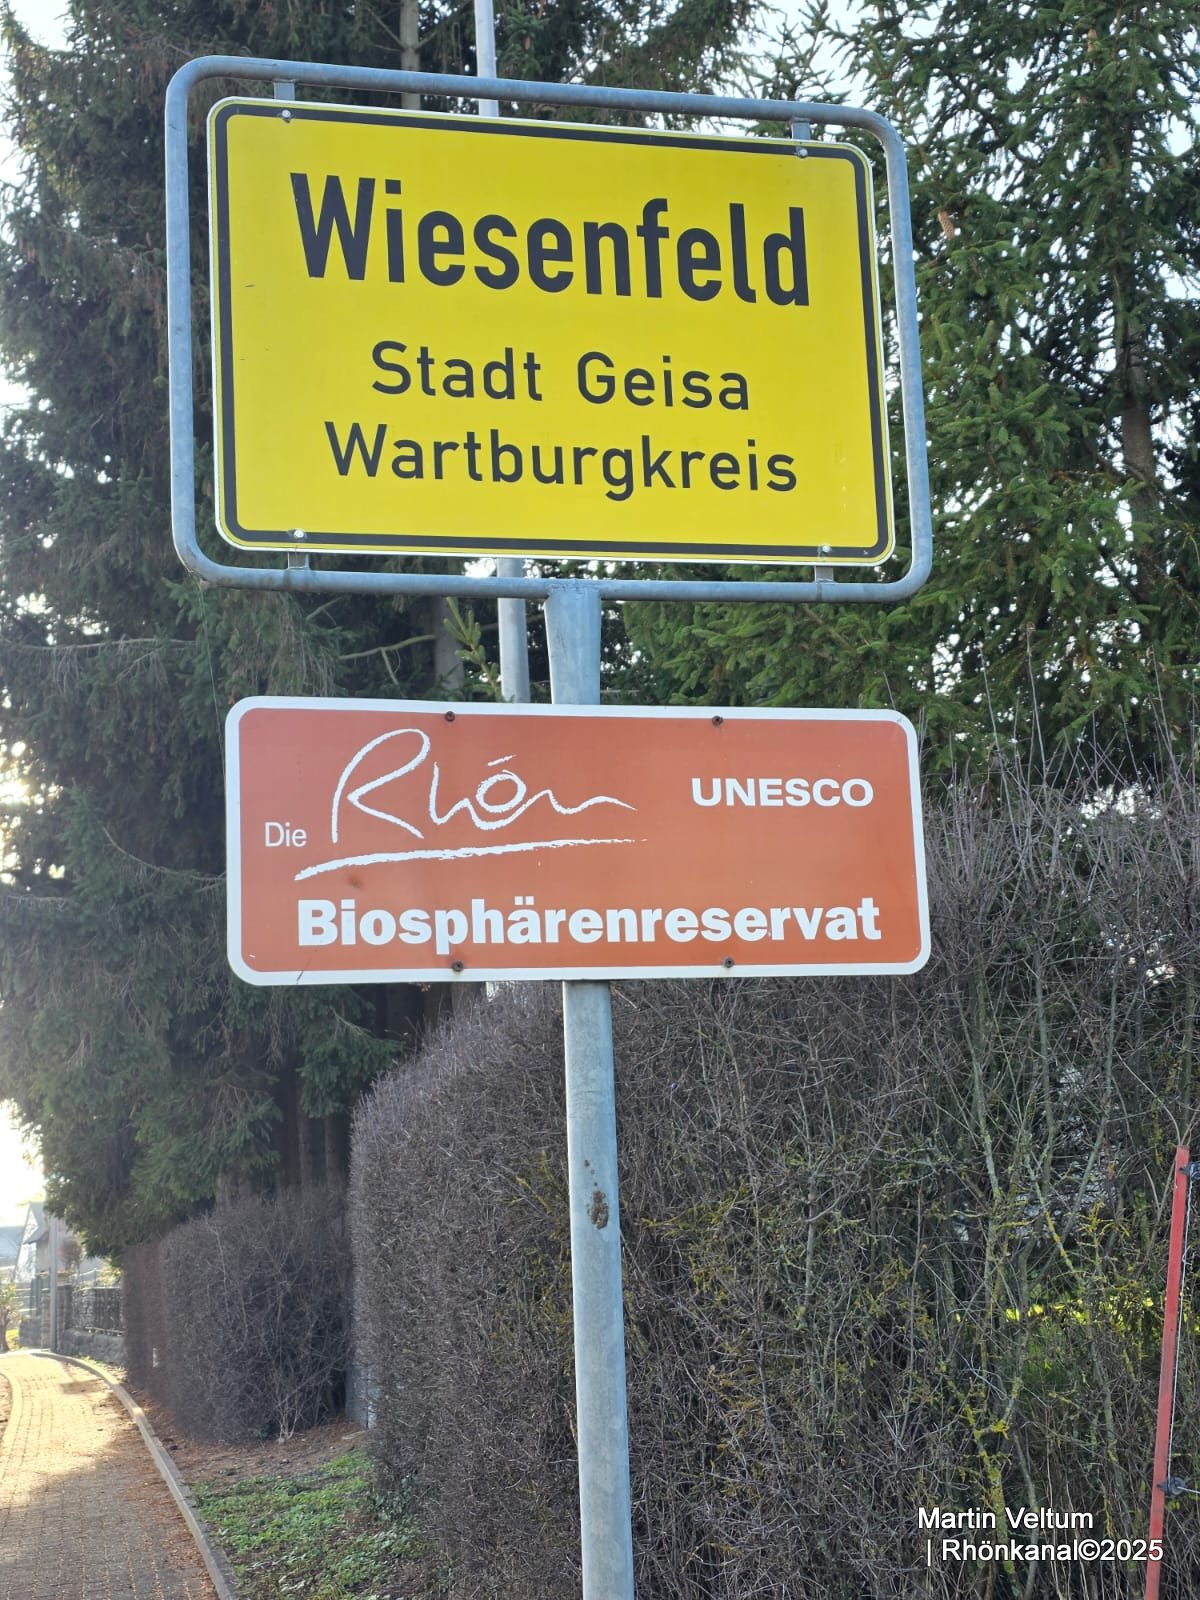 Wiesenfeld
Stadt Geisa
Wartburgkreis
Die Rhön UNESCO
Biosphärenreservat
Martin Veltum
| Rhönkanal©2025